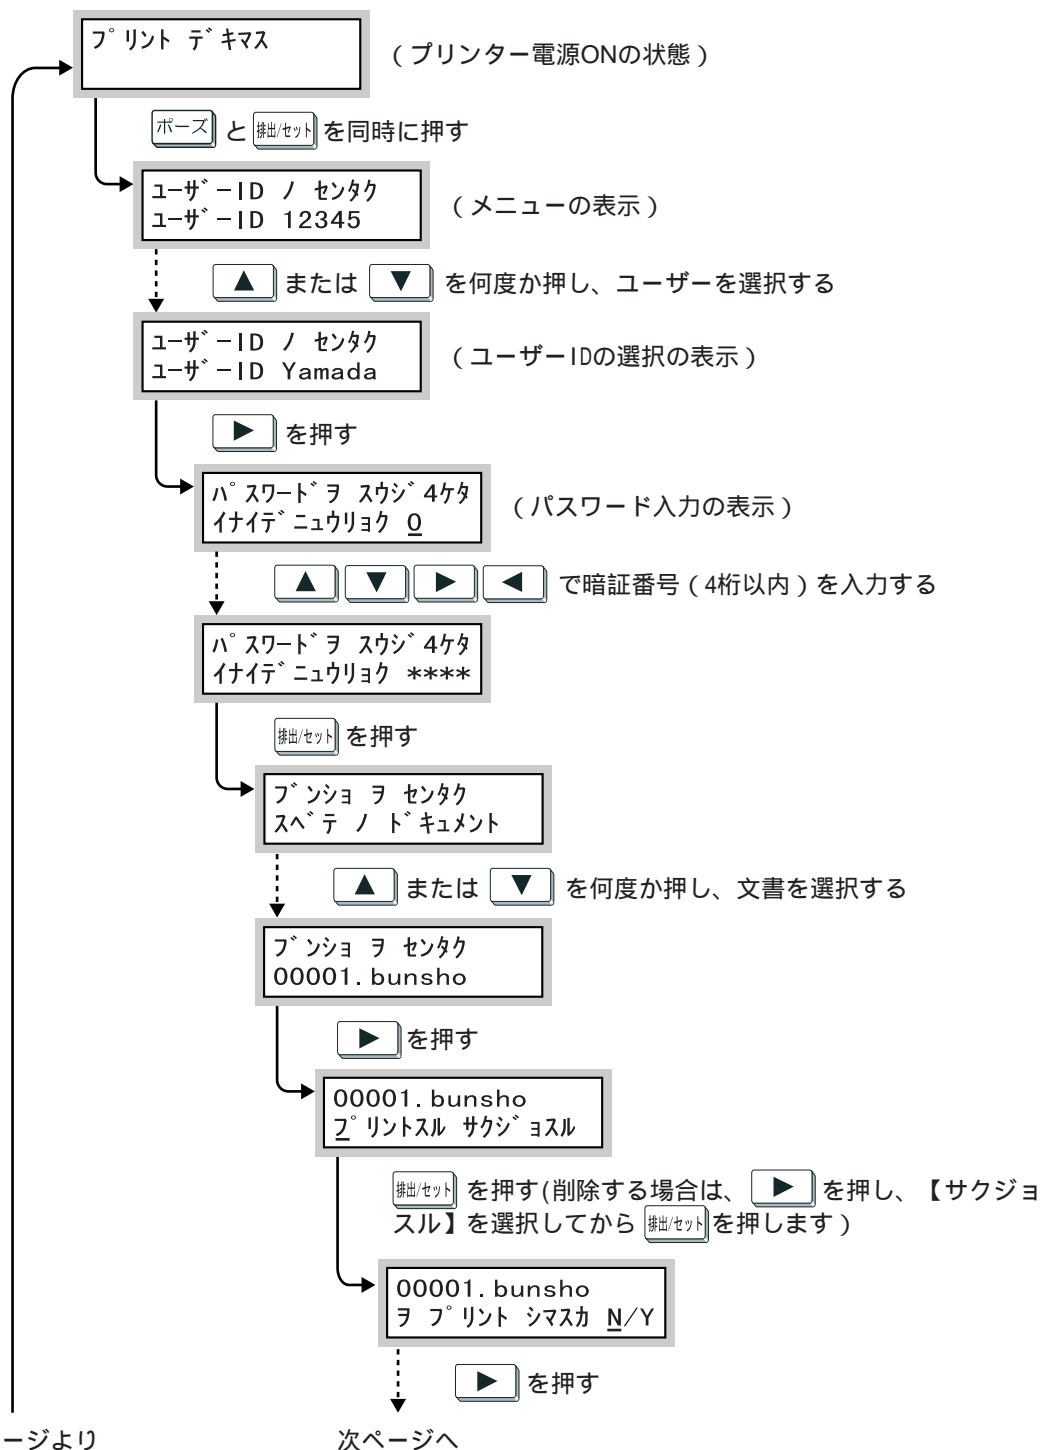 ﾌﾟﾘﾝﾄ ﾃﾞｷﾏｽ
（プリンター電源ONの状態）
ポーズ と 排出/セット を同時に押す
ﾕｰｻﾞｰID ﾉ ｾﾝﾀｸ
ﾕｰｻﾞｰID 12345
（メニューの表示）
▲ または ▼ を何度か押し、ユーザーを選択する
ﾕｰｻﾞｰID ﾉ ｾﾝﾀｸ
ﾕｰｻﾞｰID Yamada
（ユーザーIDの選択の表示）
▶ を押す
ﾊﾟｽﾜｰﾄﾞｦ ｽｳｼﾞ4ｹﾀ
ｲﾅｲﾃﾞﾆｭｳﾘｮｸ 0
（パスワード入力の表示）
▲ ▼ ▶ ◀ で暗証番号（4桁以内）を入力する
ﾊﾟｽﾜｰﾄﾞｦ ｽｳｼﾞ4ｹﾀ
ｲﾅｲﾃﾞﾆｭｳﾘｮｸ ****
排出/セット を押す
ﾌﾞﾝｼｮ ｦ ｾﾝﾀｸ
ｽﾍﾞﾃ ﾉ ﾄﾞｷｭﾒﾝﾄ
▲ または ▼ を何度か押し、文書を選択する
ﾌﾞﾝｼｮ ｦ ｾﾝﾀｸ
00001.bunsho
▶ を押す
00001.bunsho
ﾌﾟﾘﾝﾄｽﾙ ｻｸｼﾞｮｽﾙ
排出/セット を押す(削除する場合は、 ▶ を押し、【サクジョ
スル】を選択してから 排出/セット を押します）
00001.bunsho
ｦ ﾌﾟﾘﾝﾄ ｼﾏｽｶ N/Y
▶ を押す
ージより
次ページへ